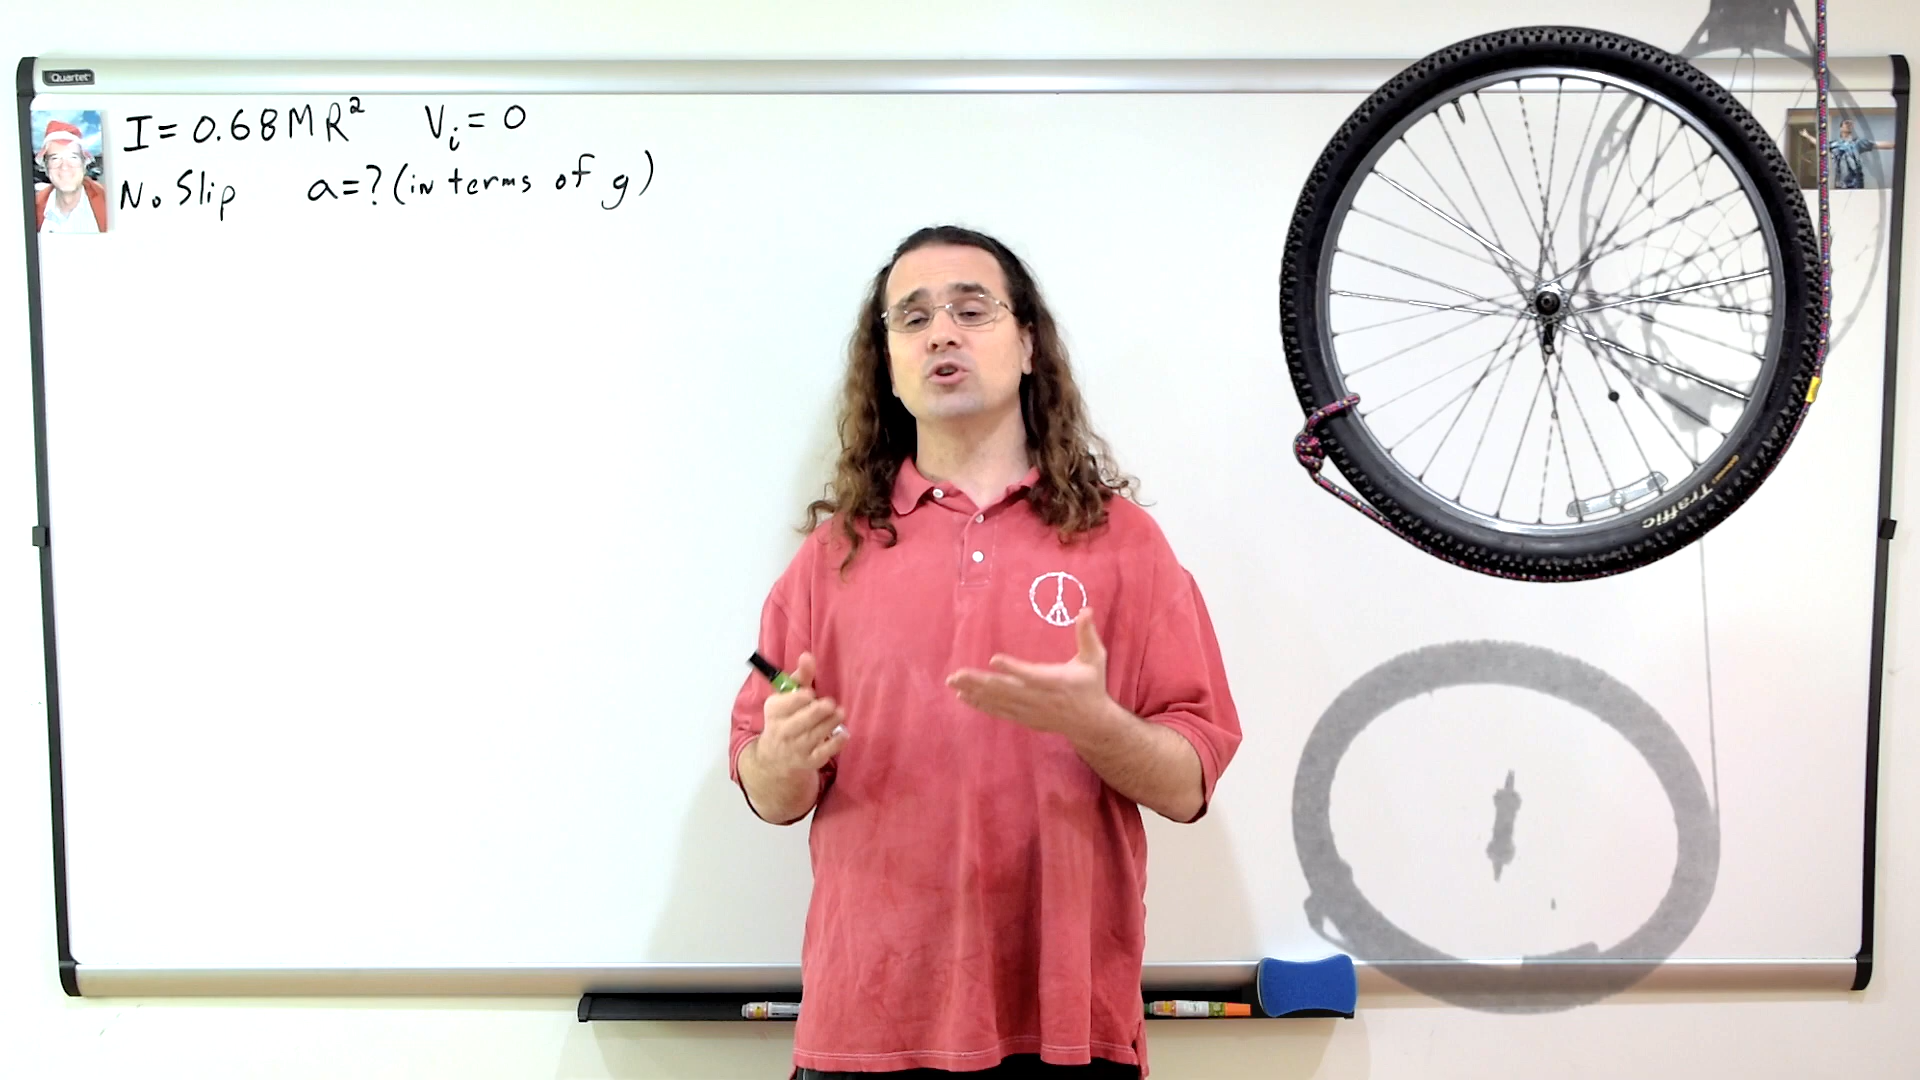 Quartet
I = 0.68MR² Vᵢ = 0
No Slip a=? (in terms of g)
Traffic